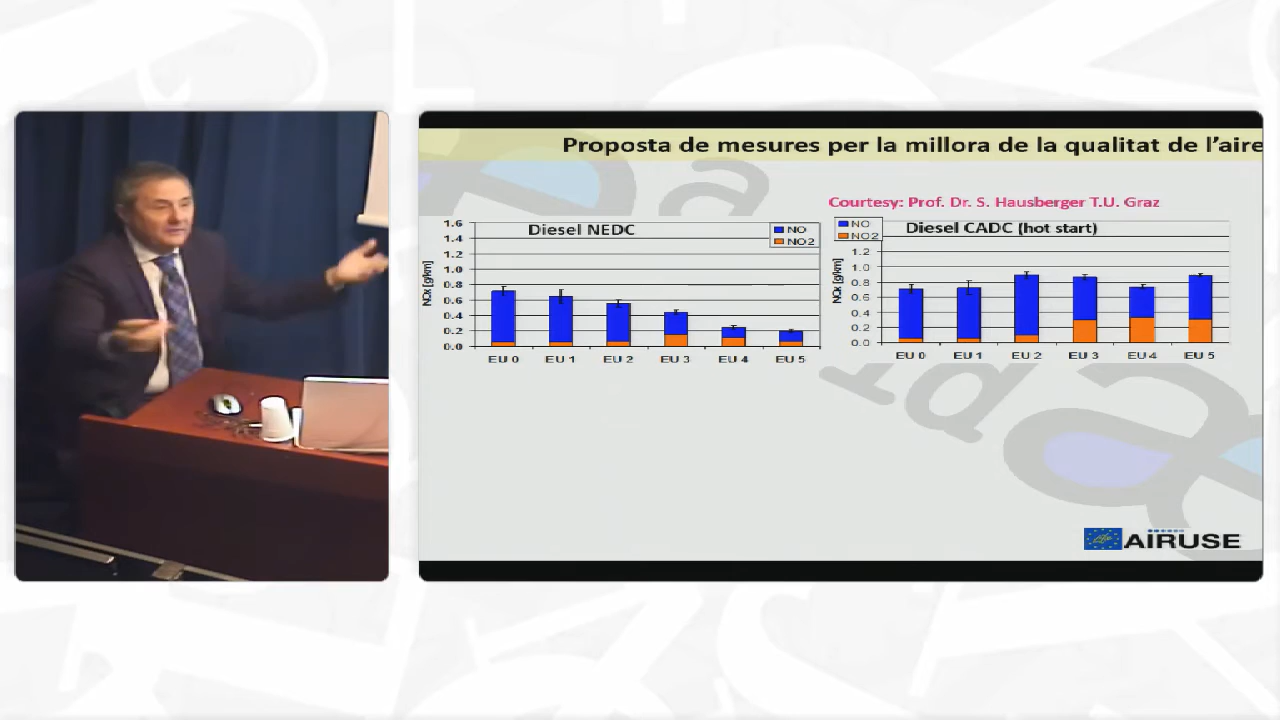 Proposta de mesures per la millora de la qualitat de l'aire
Courtesy: Prof. Dr. S. Hausberger T.U. Graz
Diesel NEDC
NO
NO2
NOx [g/km]
1.6
1.4
1.2
1.0
0.8
0.6
0.4
0.2
0.0
EU 0 EU 1 EU 2 EU 3 EU 4 EU 5
Diesel CADC (hot start)
NO
NO2
NOx [g/km]
1.2
1.0
0.8
0.6
0.4
0.2
0.0
EU 0 EU 1 EU 2 EU 3 EU 4 EU 5
AIRUSE